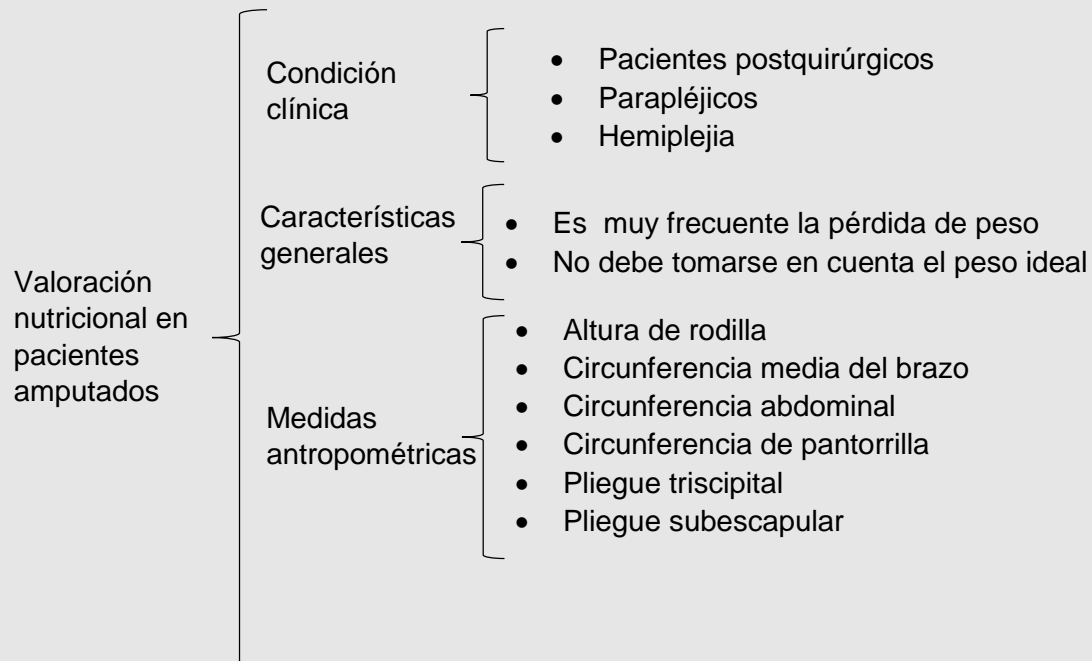 Valoración
nutricional en
pacientes
amputados
Condición
clínica
• Pacientes postquirúrgicos
• Parapléjicos
• Hemiplejia
Características
generales
• Es muy frecuente la pérdida de peso
• No debe tomarse en cuenta el peso ideal
Medidas
antropométricas
• Altura de rodilla
• Circunferencia media del brazo
• Circunferencia abdominal
• Circunferencia de pantorrilla
• Pliegue triscipital
• Pliegue subescapular